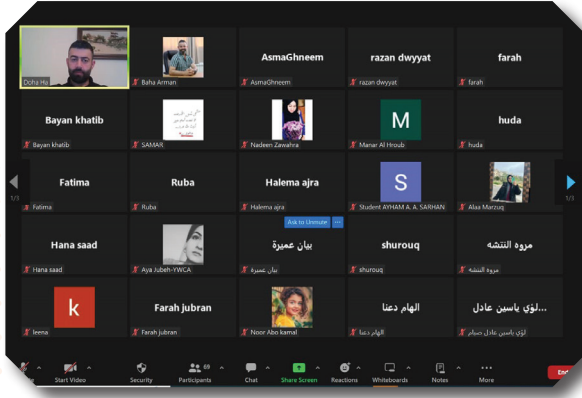 Doha He
Baha Arman
AsmaGhneem
AsmaGhneem
razan dwyyat
razan dwyyat
farah
farah
Bayan khatib
Bayan khatib
SAMAR
Nadeen Zawahra
M
Manar Al Hroub
huda
huda
1/3
Fatima
Fatima
Ruba
Ruba
Halema ajra
Halema ajra
S
Student AYHAM A. A. SARHAN
Alaa Marzuq
1/3
Hana saad
Hana saad
Aya Jubeh-YWCA
Ask to Unmute
بيان عميرة
بيان عميرة
shurouq
shurouq
مروه النتشه
مروه النتشه
k
leena
Farah jubran
Farah jubran
Noor Abo kamal
الهام دعنا
الهام دعنا
لؤي ياسين عادل...
لؤي ياسين عادل صيام
Start Video
Security
69
Participants
Chat
Share Screen
Reactions
Whiteboards
Notes
More
End